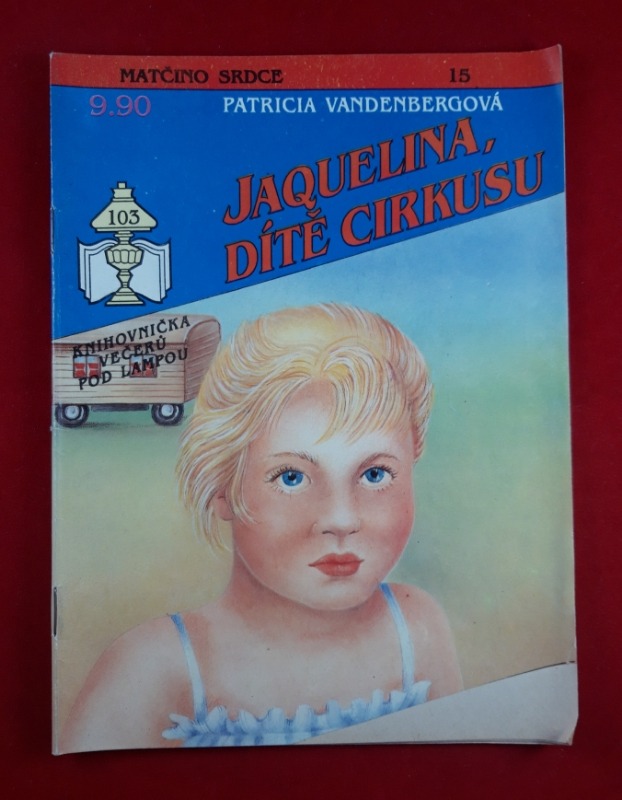 MATČINO SRDCE 15
9.90 PATRICIA VANDENBERGOVÁ
JAQUELINA,
DÍTĚ CIRKUSU
103
KNIHOVNIČKA
VEČERŮ
POD LAMPOU